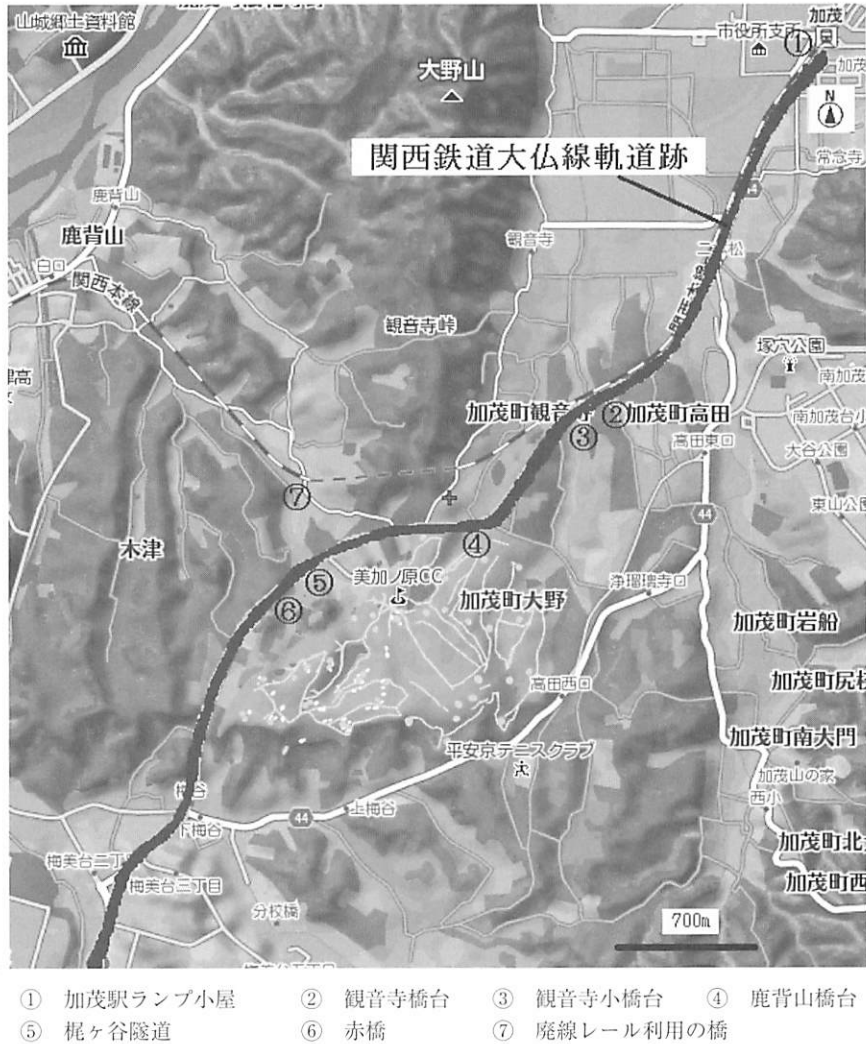 山城郷土資料館
加茂
市役所支所
①
大野山
加茂
N
関西鉄道大仏線軌道跡
常念寺
鹿背山
鹿背山
観音寺
白口
関西本線
観音寺峠
塚穴公園
南加茂
加茂町観音寺
②
加茂町高田
南加茂台小
③
高田東口
大谷公園
⑦
東山公園
44
④
木津
⑤
美加ノ原CC
浄瑠璃寺口
⑥
加茂町大野
加茂町岩船
高田西口
加茂町南大門
平安京テニスクラブ
加茂山の家
西小
梅谷
44
上梅谷
下梅谷
加茂町北
梅美台二丁
梅美台三丁目
加茂町西
分校橋
700m
① 加茂駅ランプ小屋 ② 観音寺橋台 ③ 観音寺小橋台 ④ 鹿背山橋台
⑤ 梶ヶ谷隧道 ⑥ 赤橋 ⑦ 廃線レール利用の橋